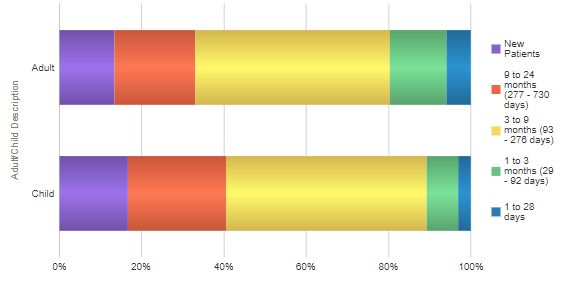 Adult/Child Description
Adult
Child
0%
20%
40%
60%
80%
100%
New
Patients
9 to 24
months
(277 - 730
days)
3 to 9
months (93
- 276 days)
1 to 3
months (29
- 92 days)
1 to 28
days